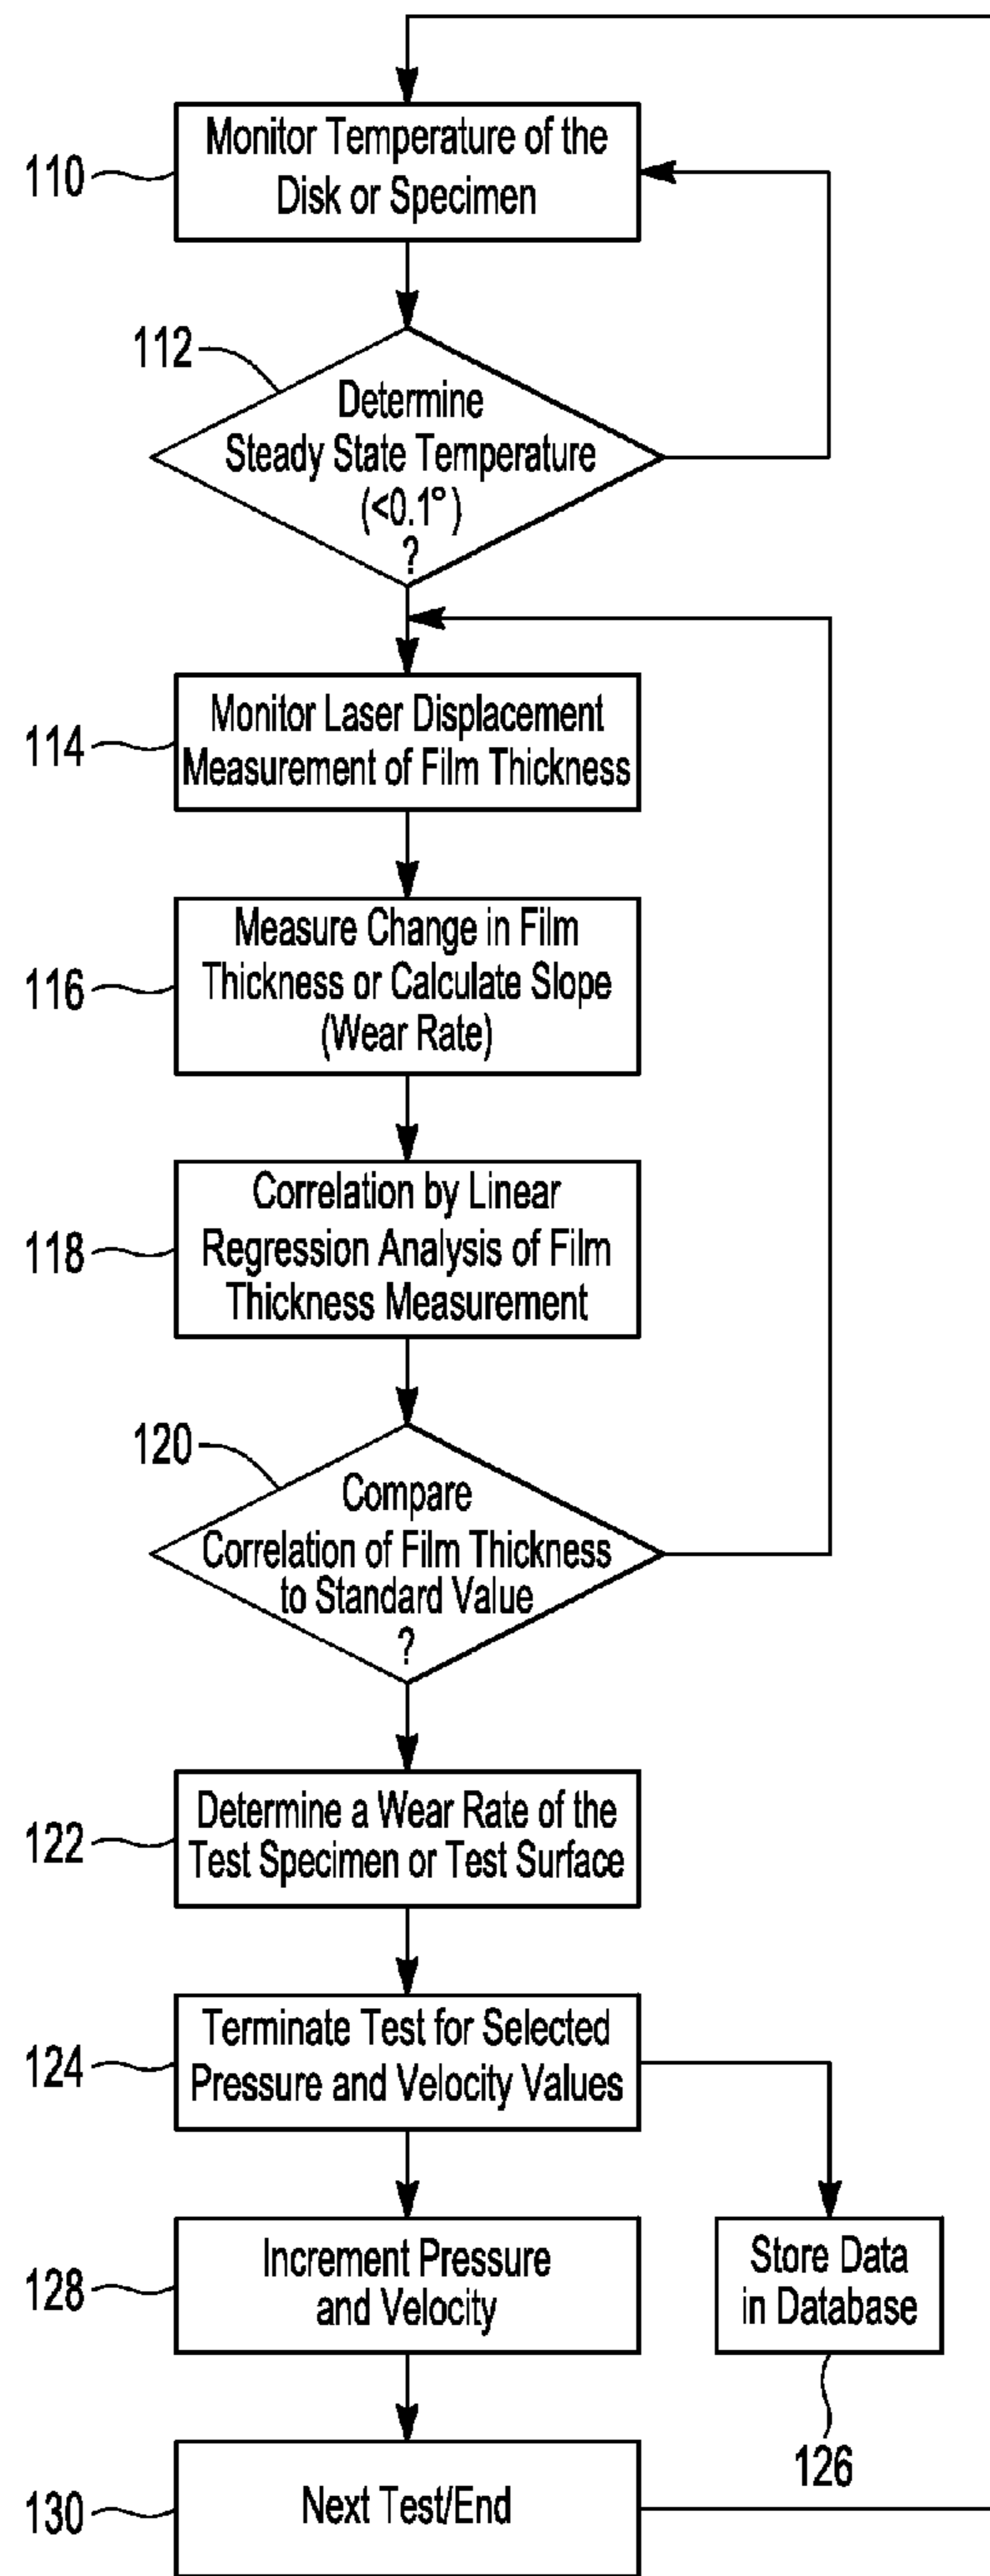 110
Monitor Temperature of the
Disk or Specimen
112
Determine
Steady State Temperature
(<0.1°)
?
114
Monitor Laser Displacement
Measurement of Film Thickness
116
Measure Change in Film
Thickness or Calculate Slope
(Wear Rate)
118
Correlation by Linear
Regression Analysis of Film
Thickness Measurement
120
Compare
Correlation of Film Thickness
to Standard Value
?
122
Determine a Wear Rate of the
Test Specimen or Test Surface
124
Terminate Test for Selected
Pressure and Velocity Values
128
Increment Pressure
and Velocity
Store Data
in Database
126
130
Next Test/End